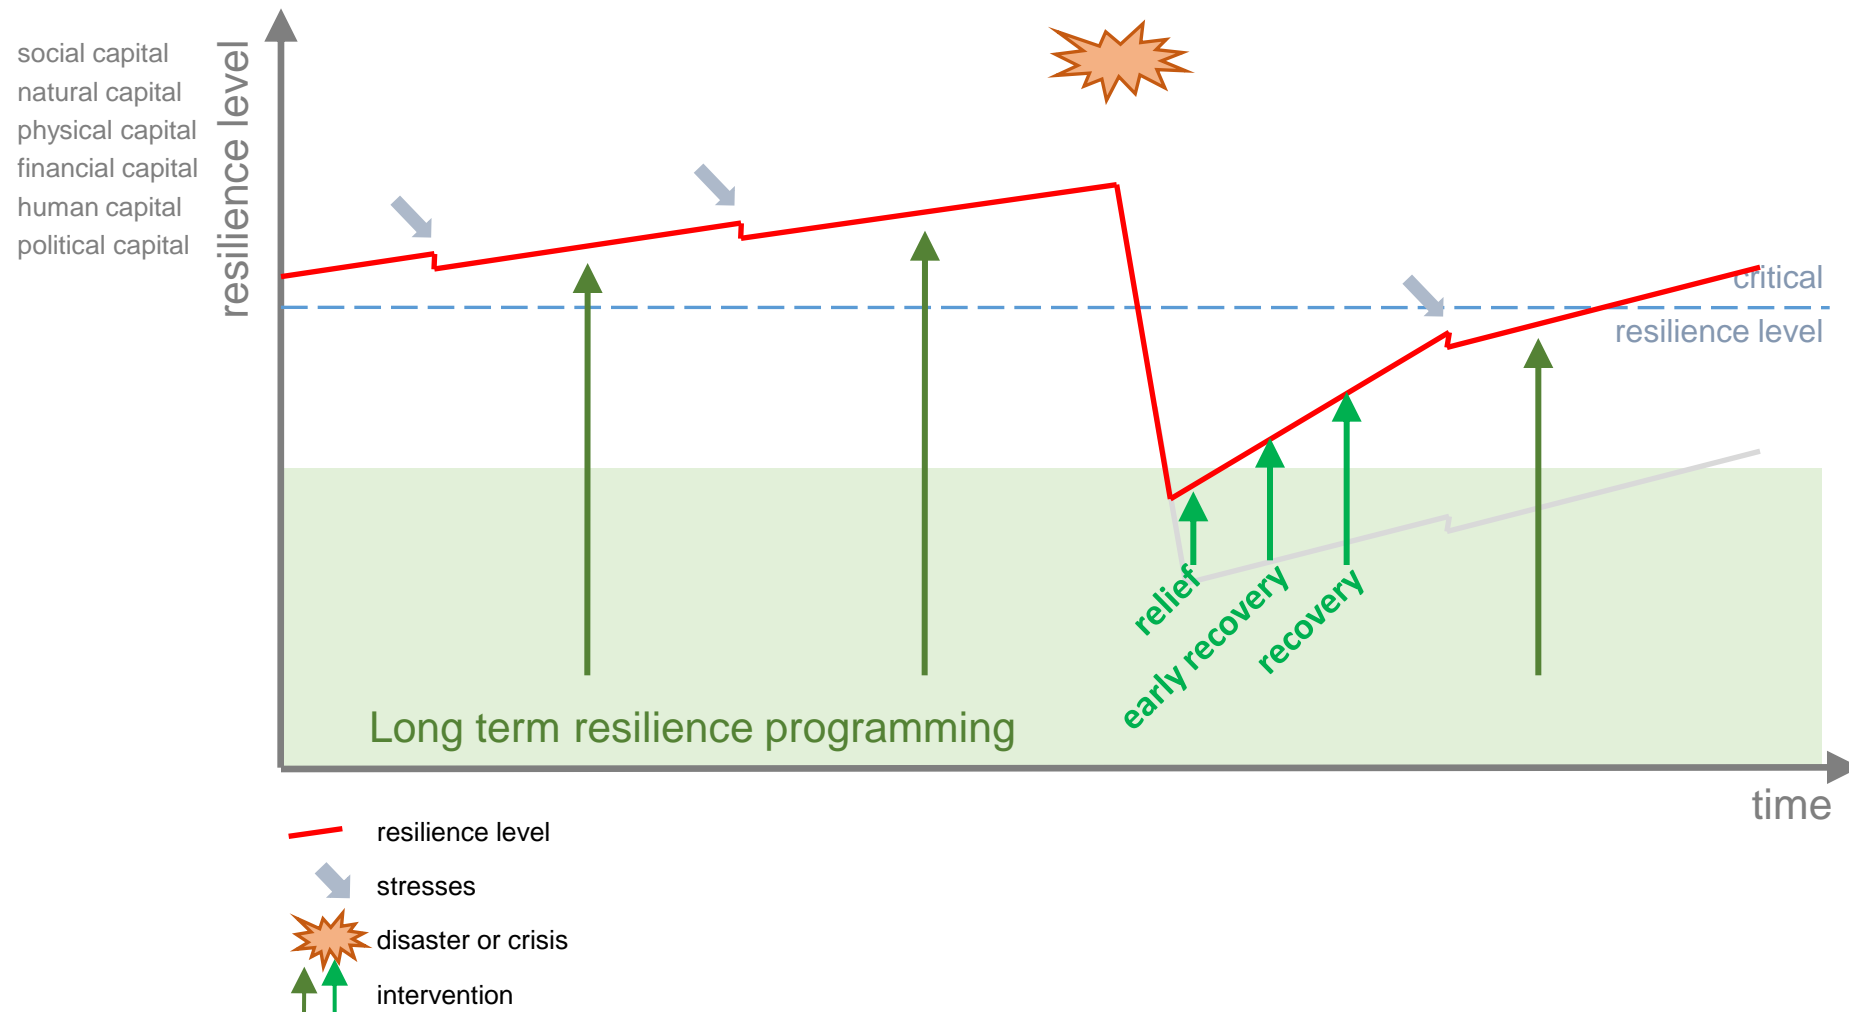 social capital
natural capital
physical capital
financial capital
human capital
political capital
resilience level
critical
resilience level
relief
early recovery
recovery
Long term resilience programming
time
resilience level
stresses
disaster or crisis
intervention